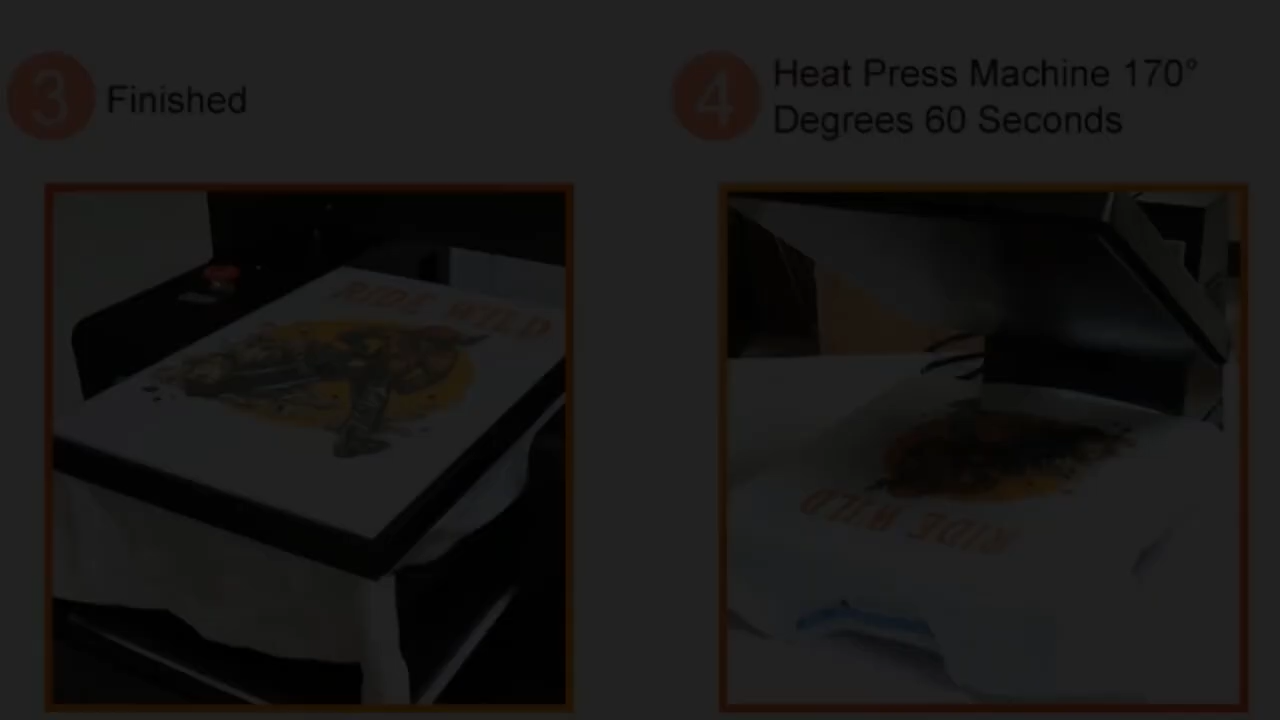 3
Finished
4
Heat Press Machine 170°
Degrees 60 Seconds
RIDE WILD
RIDE WILD